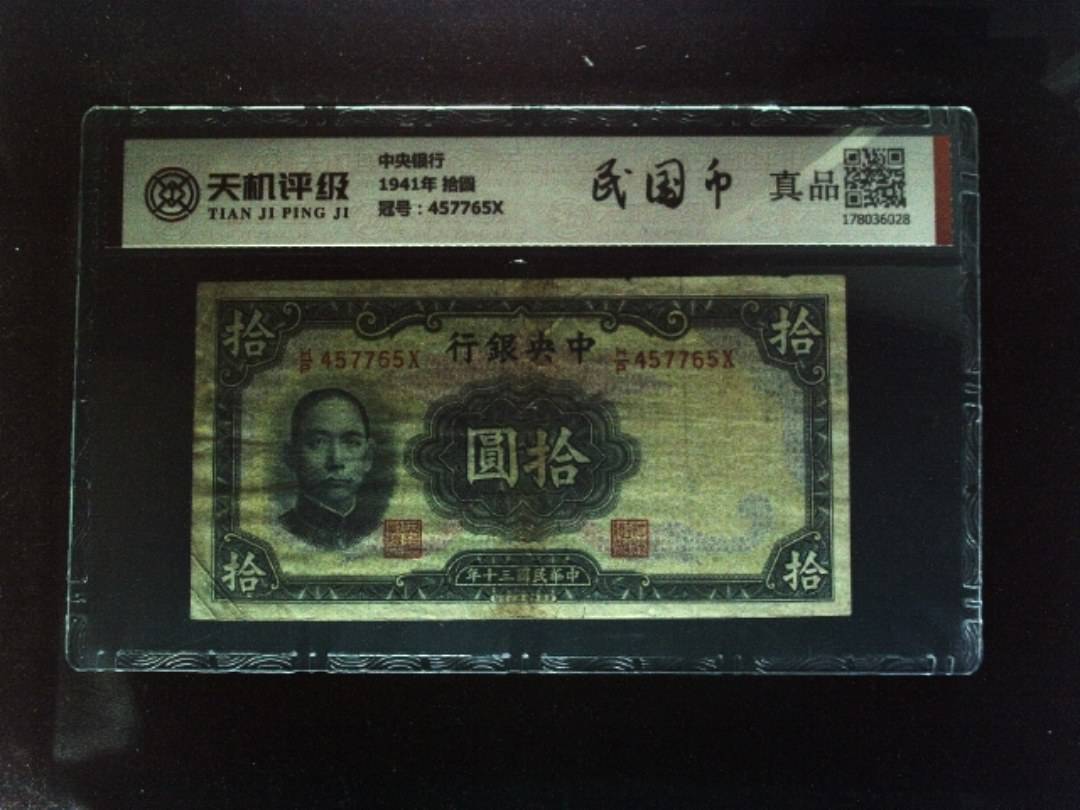 天机评级
TIAN JI PING JI
中央银行
1941年 拾圆
冠号：457765X
民国币
真品
178036028
拾
拾
行銀央中
457765X
457765X
圓拾
年十三國民華中
拾
拾